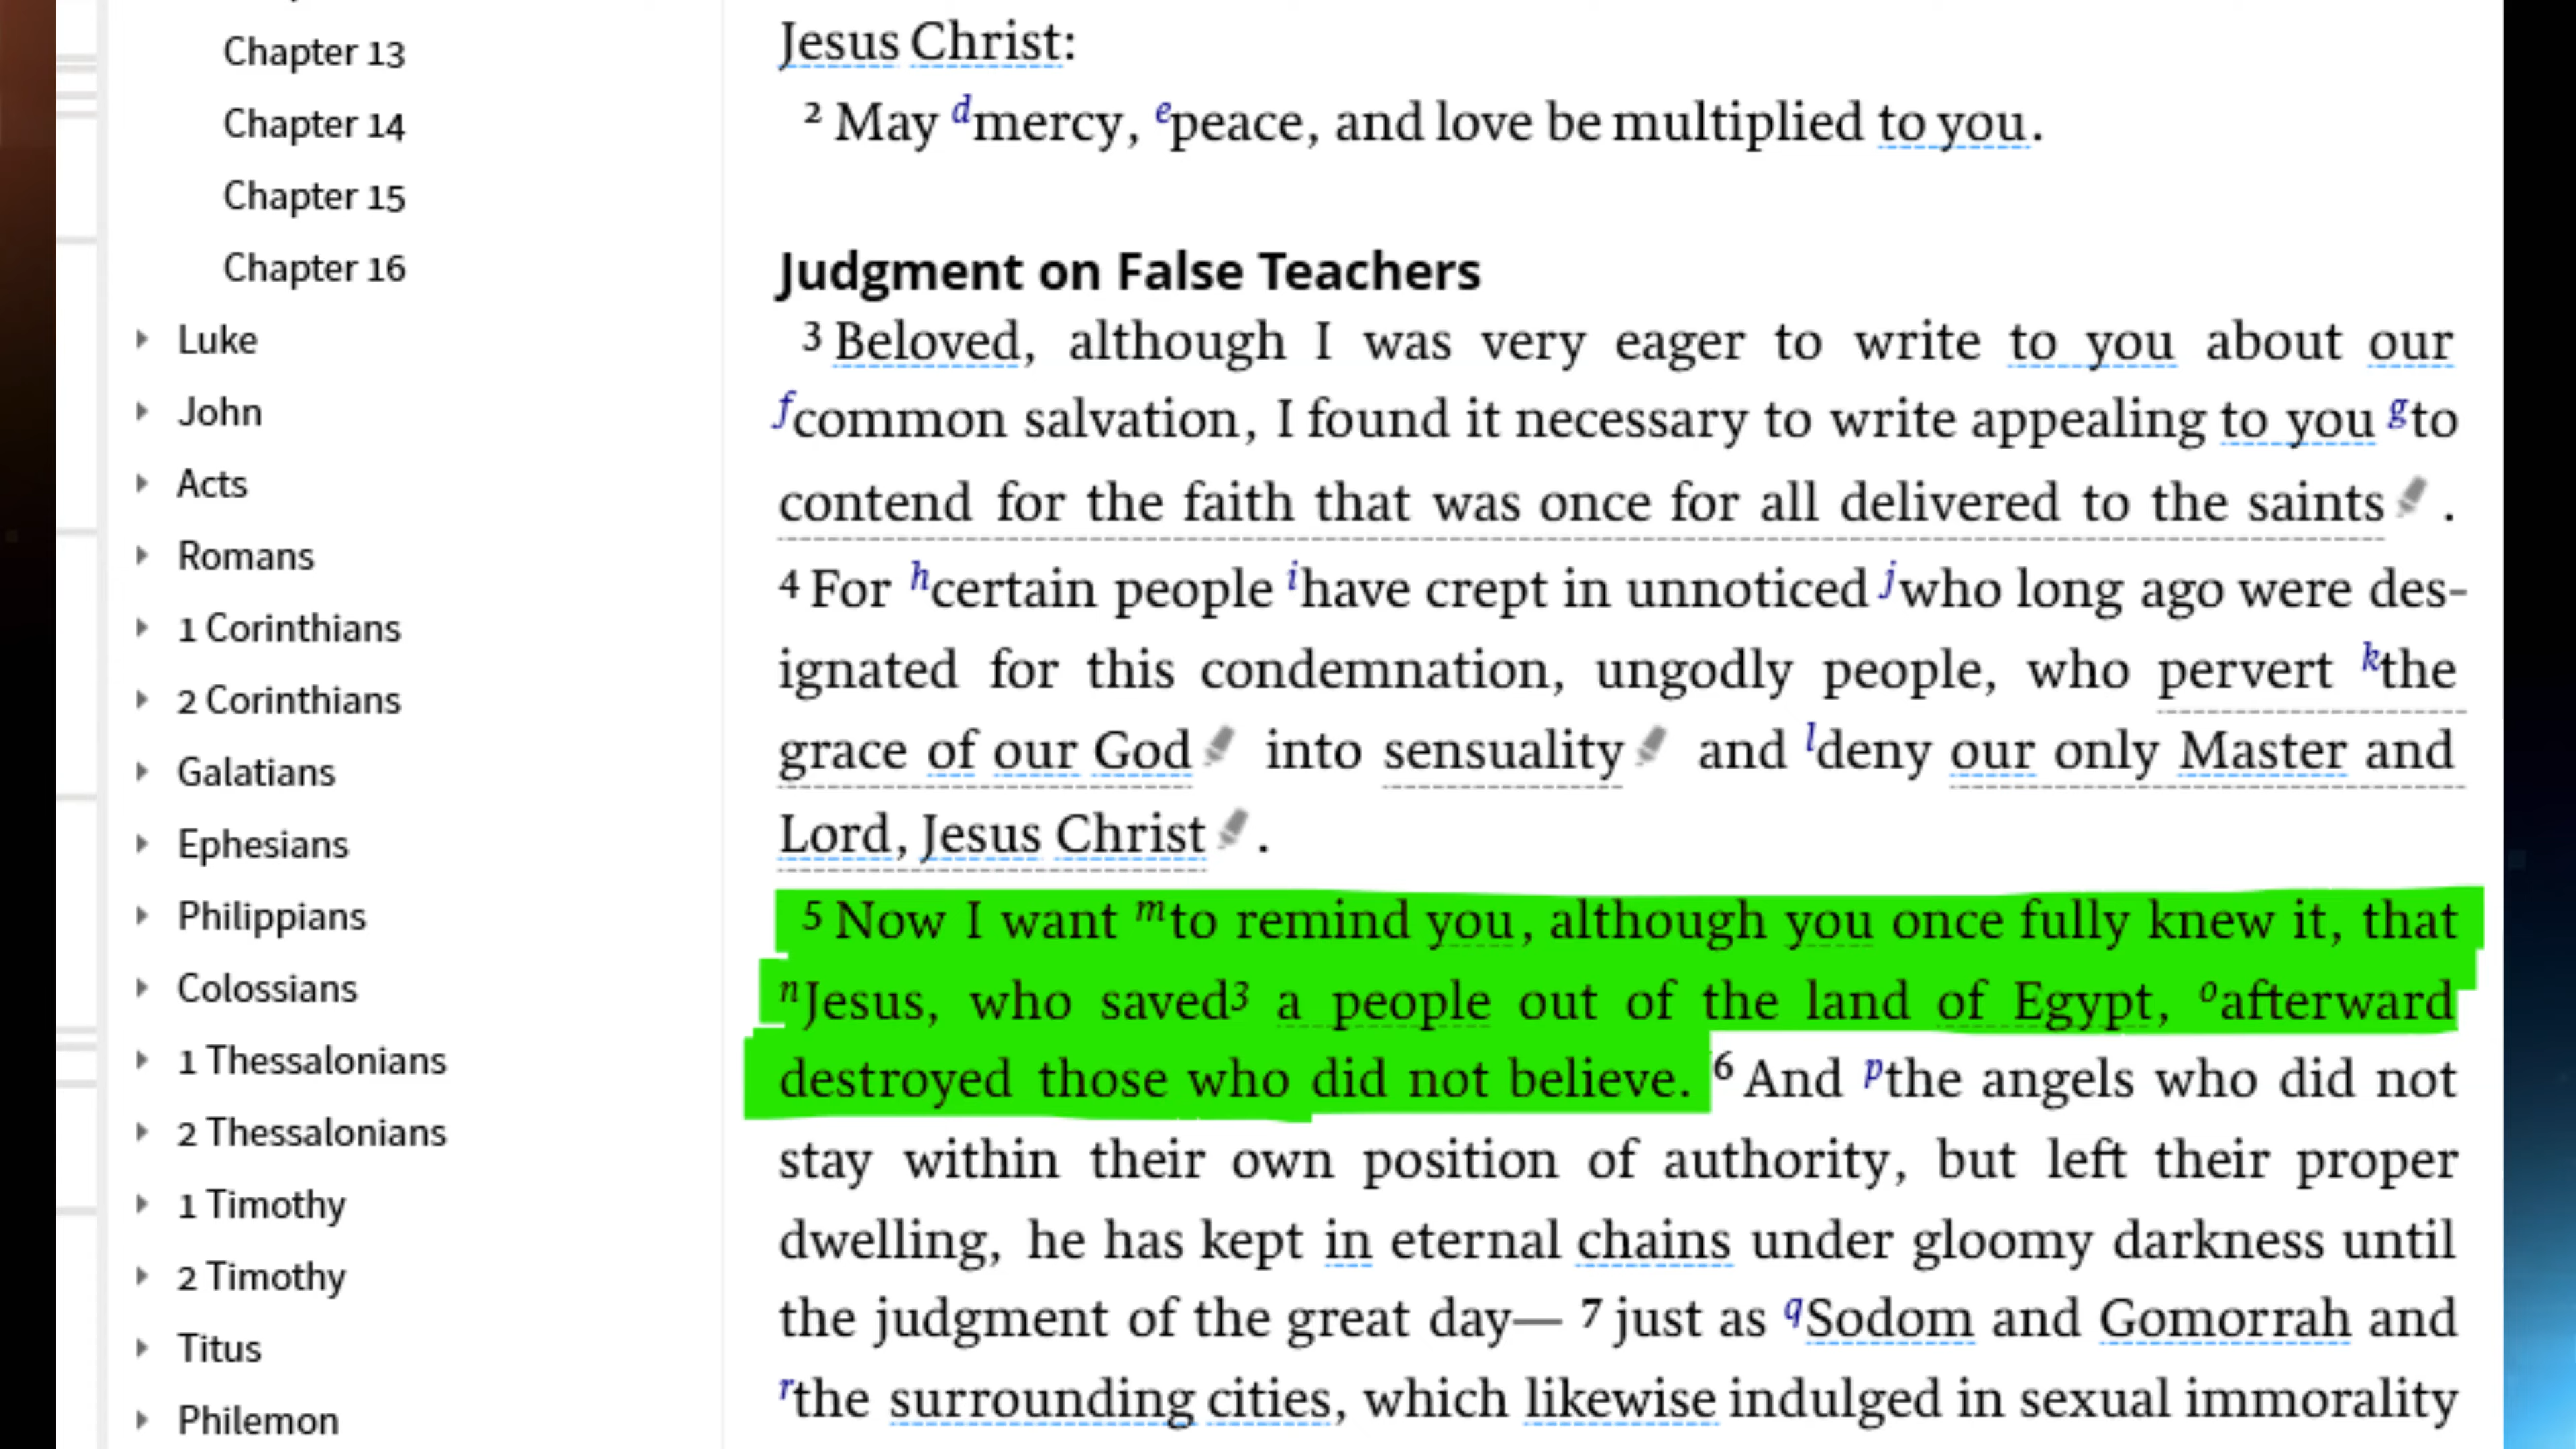 Chapter 13
Chapter 14
Chapter 15
Chapter 16
Luke
John
Acts
Romans
1 Corinthians
2 Corinthians
Galatians
Ephesians
Philippians
Colossians
1 Thessalonians
2 Thessalonians
1 Timothy
2 Timothy
Titus
Philemon
Jesus Christ:
2 May dmercy, epeace, and love be multiplied to you.
Judgment on False Teachers
3 Beloved, although I was very eager to write to you about our
fcommon salvation, I found it necessary to write appealing to you gto
contend for the faith that was once for all delivered to the saints .
4 For hcertain people ihave crept in unnoticed jwho long ago were des-
ignated for this condemnation, ungodly people, who pervert kthe
grace of our God into sensuality and ldeny our only Master and
Lord, Jesus Christ .
5 Now I want mto remind you, although you once fully knew it, that
nJesus, who saved3 a people out of the land of Egypt, oafterward
destroyed those who did not believe. 6 And pthe angels who did not
stay within their own position of authority, but left their proper
dwelling, he has kept in eternal chains under gloomy darkness until
the judgment of the great day— 7 just as qSodom and Gomorrah and
rthe surrounding cities, which likewise indulged in sexual immorality